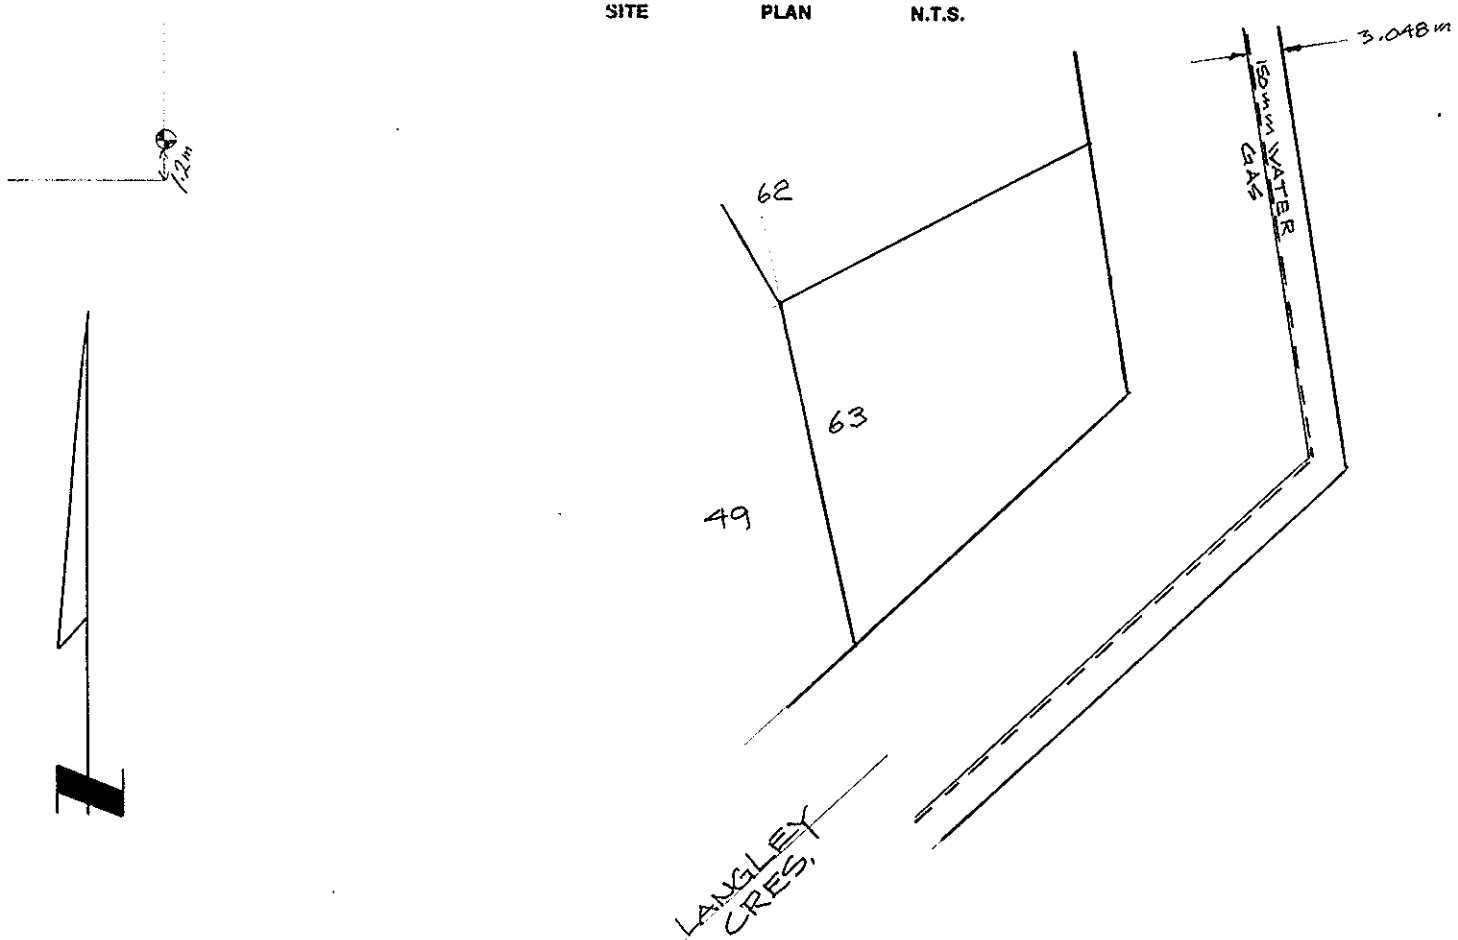 SITE PLAN N.T.S.
3.048m
150mm WATER
GAS
1.2m
62
63
49
LANGLEY
CRES.